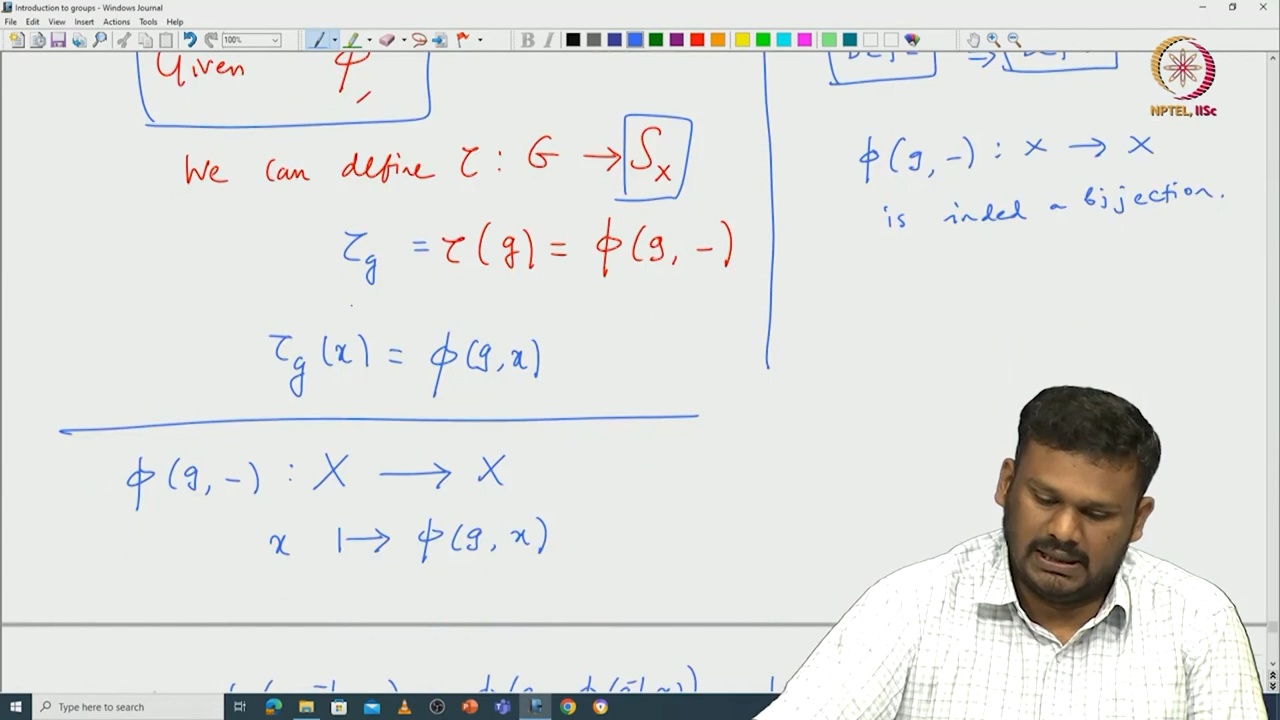 Introduction to groups - Windows Journal
File Edit View Insert Actions Tools Help
100%
B I
NPTEL, IISc
Given φ,
We can define τ : G → S_X
τ_g = τ(g) = φ(g, -)
τ_g(x) = φ(g, x)
φ(g, -) : X → X
x ↦ φ(g, x)
φ(g, -) : X → X
is inded a bijection.
Type here to search